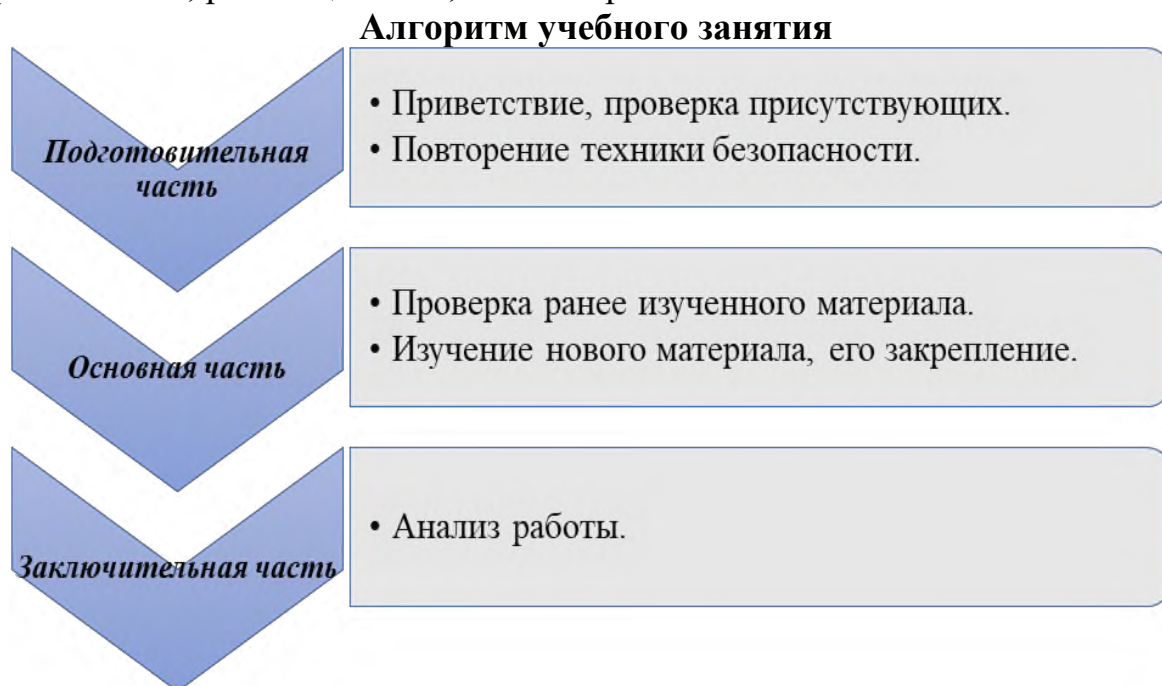 Алгоритм учебного занятия
Подготовительная
часть
• Приветствие, проверка присутствующих.
• Повторение техники безопасности.
Основная часть
• Проверка ранее изученного материала.
• Изучение нового материала, его закрепление.
Заключительная часть
• Анализ работы.